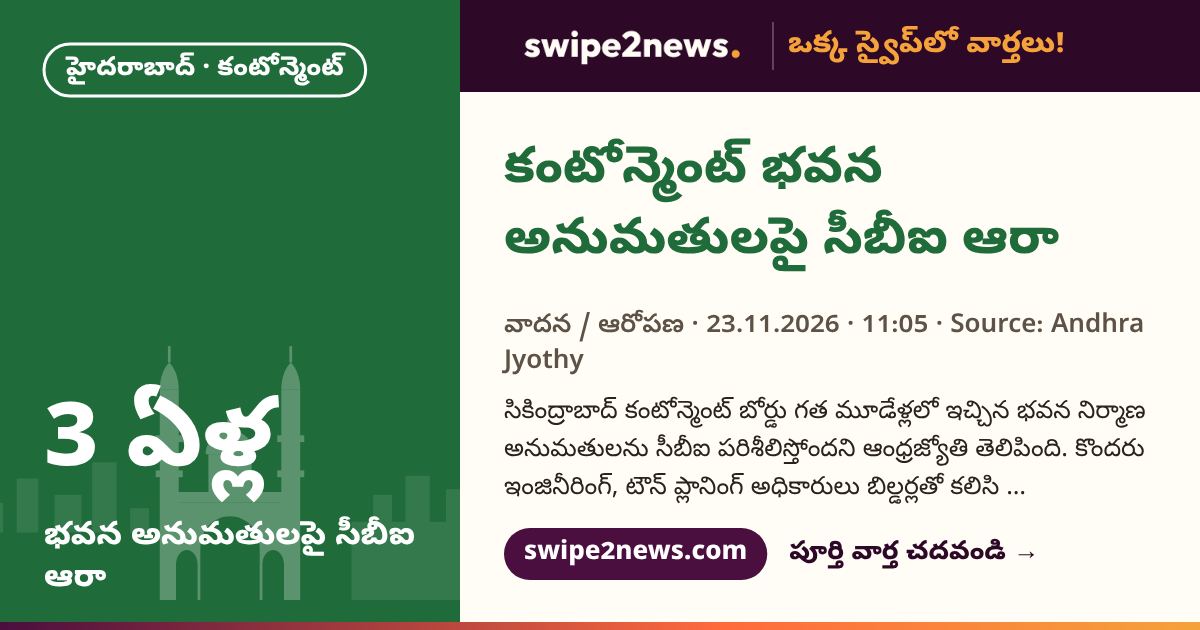 హైదరాబాద్ · కంటోన్మెంట్
swipe2news.
ఒక్క స్వైప్‌లో వార్తలు!
కంటోన్మెంట్ భవన
అనుమతులపై సీబీఐ ఆరా
వాదన / ఆరోపణ · 23.11.2026 · 11:05 · Source: Andhra
Jyothy
సికింద్రాబాద్ కంటోన్మెంట్ బోర్డు గత మూడేళ్లలో ఇచ్చిన భవన నిర్మాణ
అనుమతులను సీబీఐ పరిశీలిస్తోందని ఆంధ్రజ్యోతి తెలిపింది. కొందరు
ఇంజినీరింగ్, టౌన్ ప్లానింగ్ అధికారులు బిల్డర్లతో కలిసి ...
3 ఏళ్ల
భవన అనుమతులపై సీబీఐ
ఆరా
swipe2news.com
పూర్తి వార్త చదవండి →